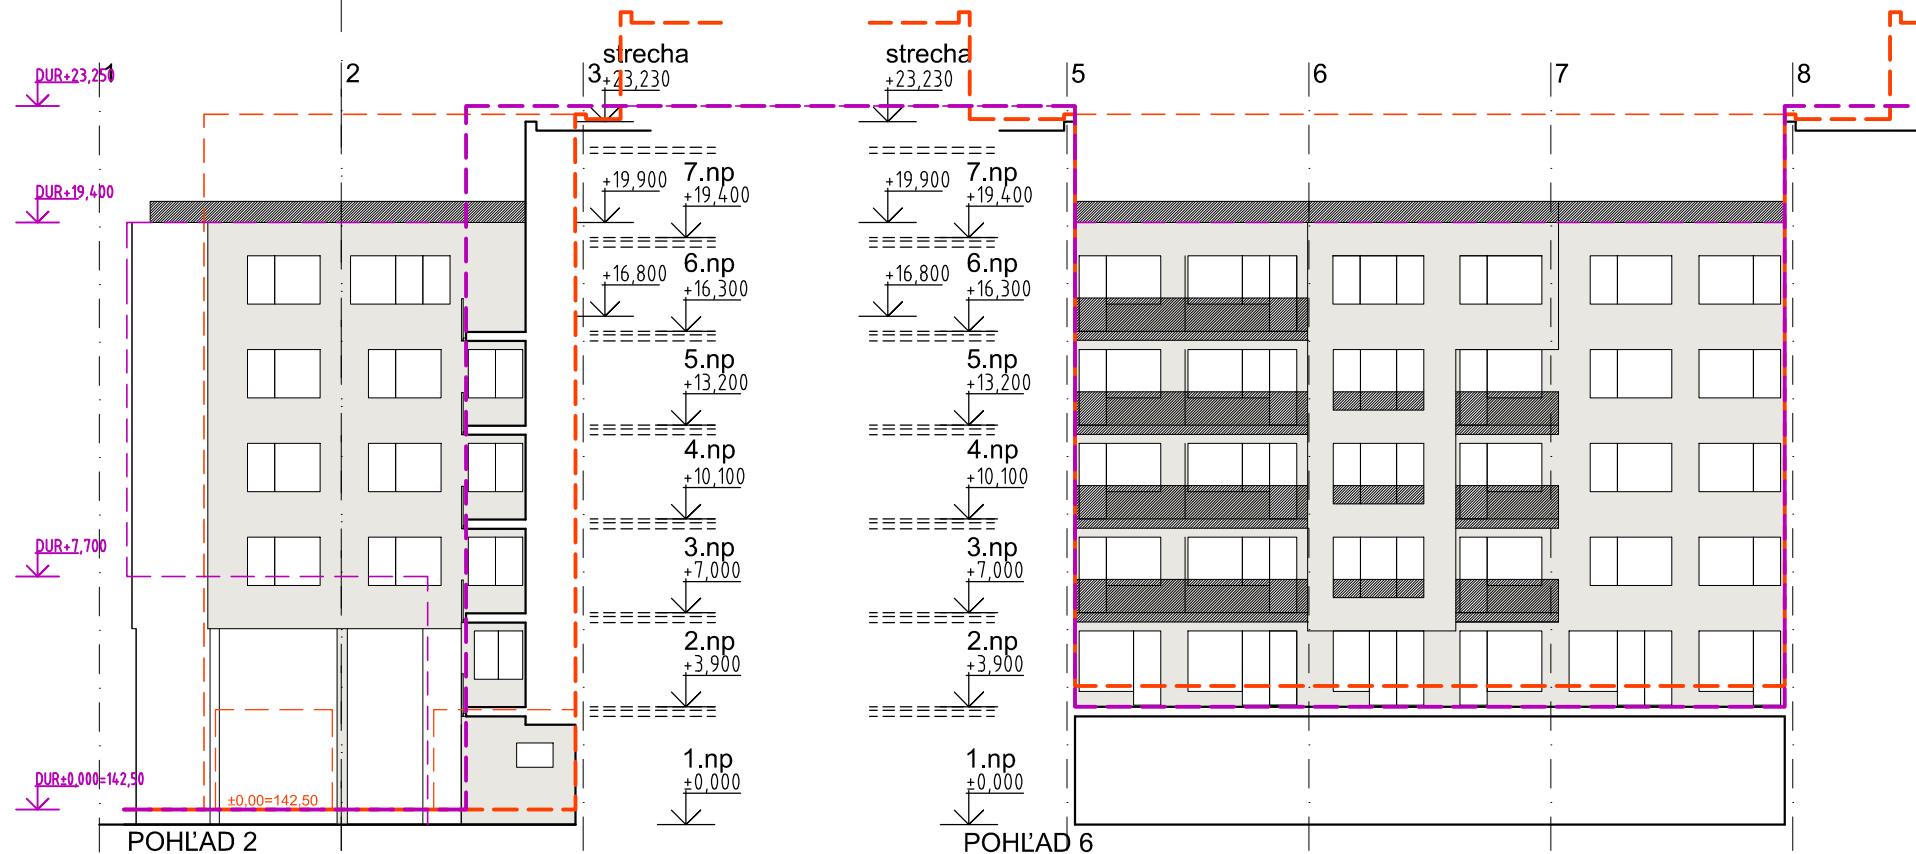 DUR+23,250
1
2
3
strecha
+23,230
strecha
+23,230
5
6
7
8
DUR+19,400
+19,900
7.np
+19,400
+19,900
7.np
+19,400
+16,800
6.np
+16,300
+16,800
6.np
+16,300
5.np
+13,200
5.np
+13,200
4.np
+10,100
4.np
+10,100
DUR+7,700
3.np
+7,000
3.np
+7,000
2.np
+3,900
2.np
+3,900
DUR±0,000=142,50
±0,00=142,50
1.np
±0,000
1.np
±0,000
POHĽAD 2
POHĽAD 6